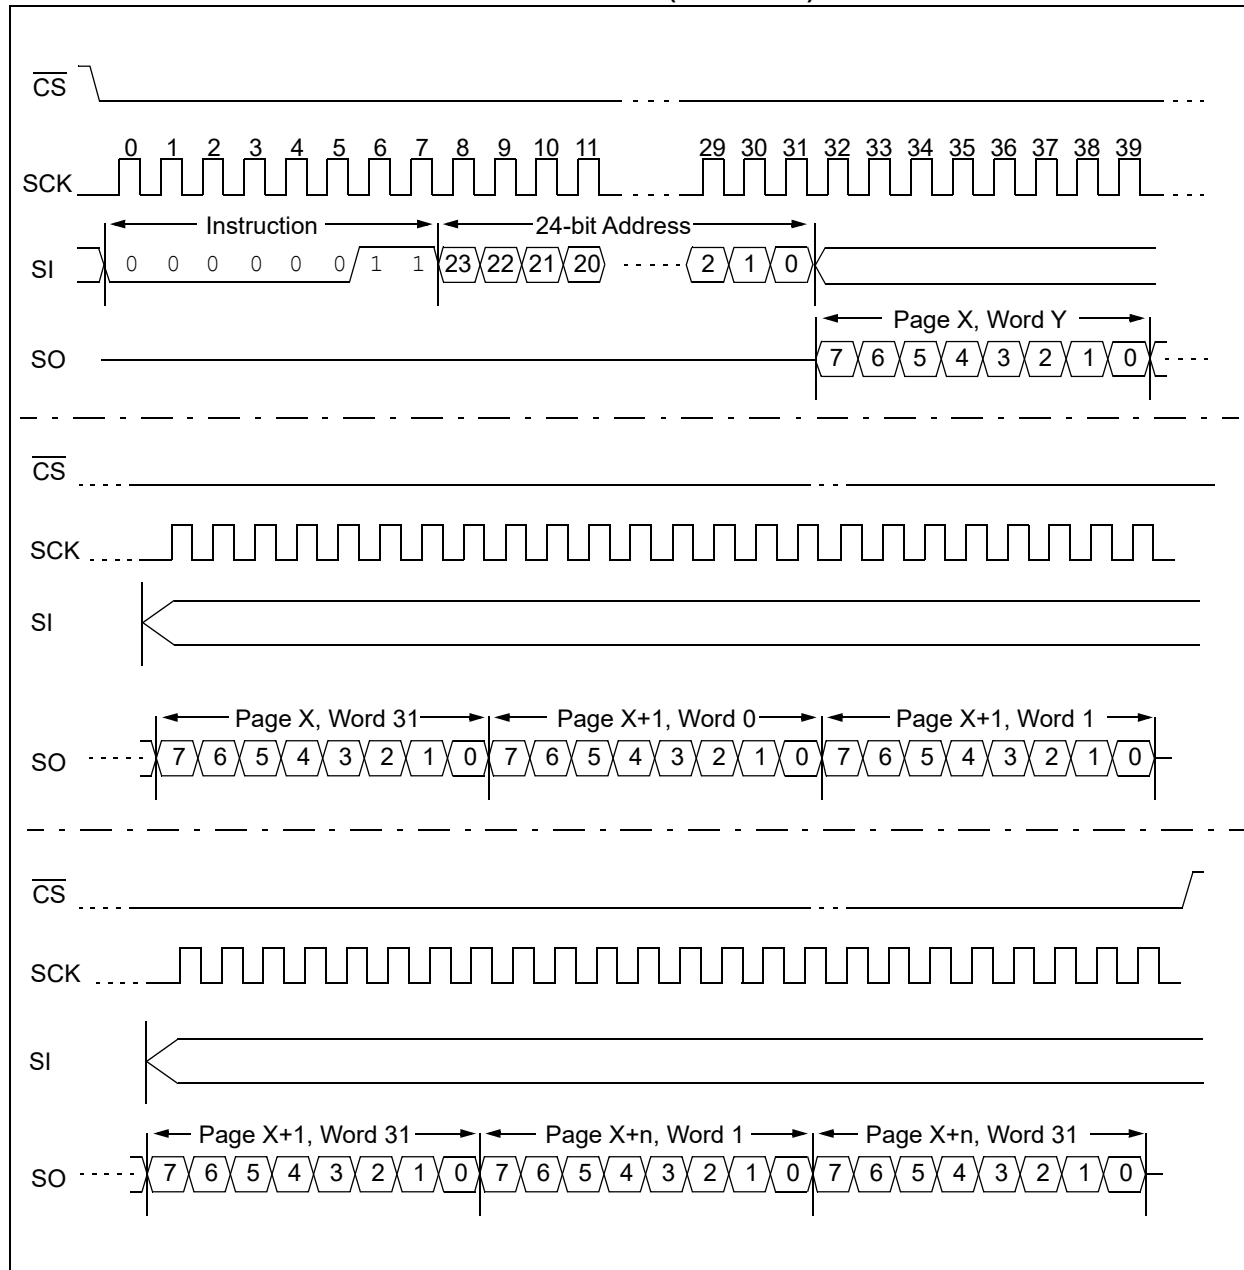 CS
0 1 2 3 4 5 6 7 8 9 10 11 29 30 31 32 33 34 35 36 37 38 39
SCK
Instruction 24-bit Address
SI 0 0 0 0 0 0 1 1 23 22 21 20 2 1 0
Page X, Word Y
SO 7 6 5 4 3 2 1 0
CS
SCK
SI
Page X, Word 31 Page X+1, Word 0 Page X+1, Word 1
SO 7 6 5 4 3 2 1 0 7 6 5 4 3 2 1 0 7 6 5 4 3 2 1 0
CS
SCK
SI
Page X+1, Word 31 Page X+n, Word 1 Page X+n, Word 31
SO 7 6 5 4 3 2 1 0 7 6 5 4 3 2 1 0 7 6 5 4 3 2 1 0